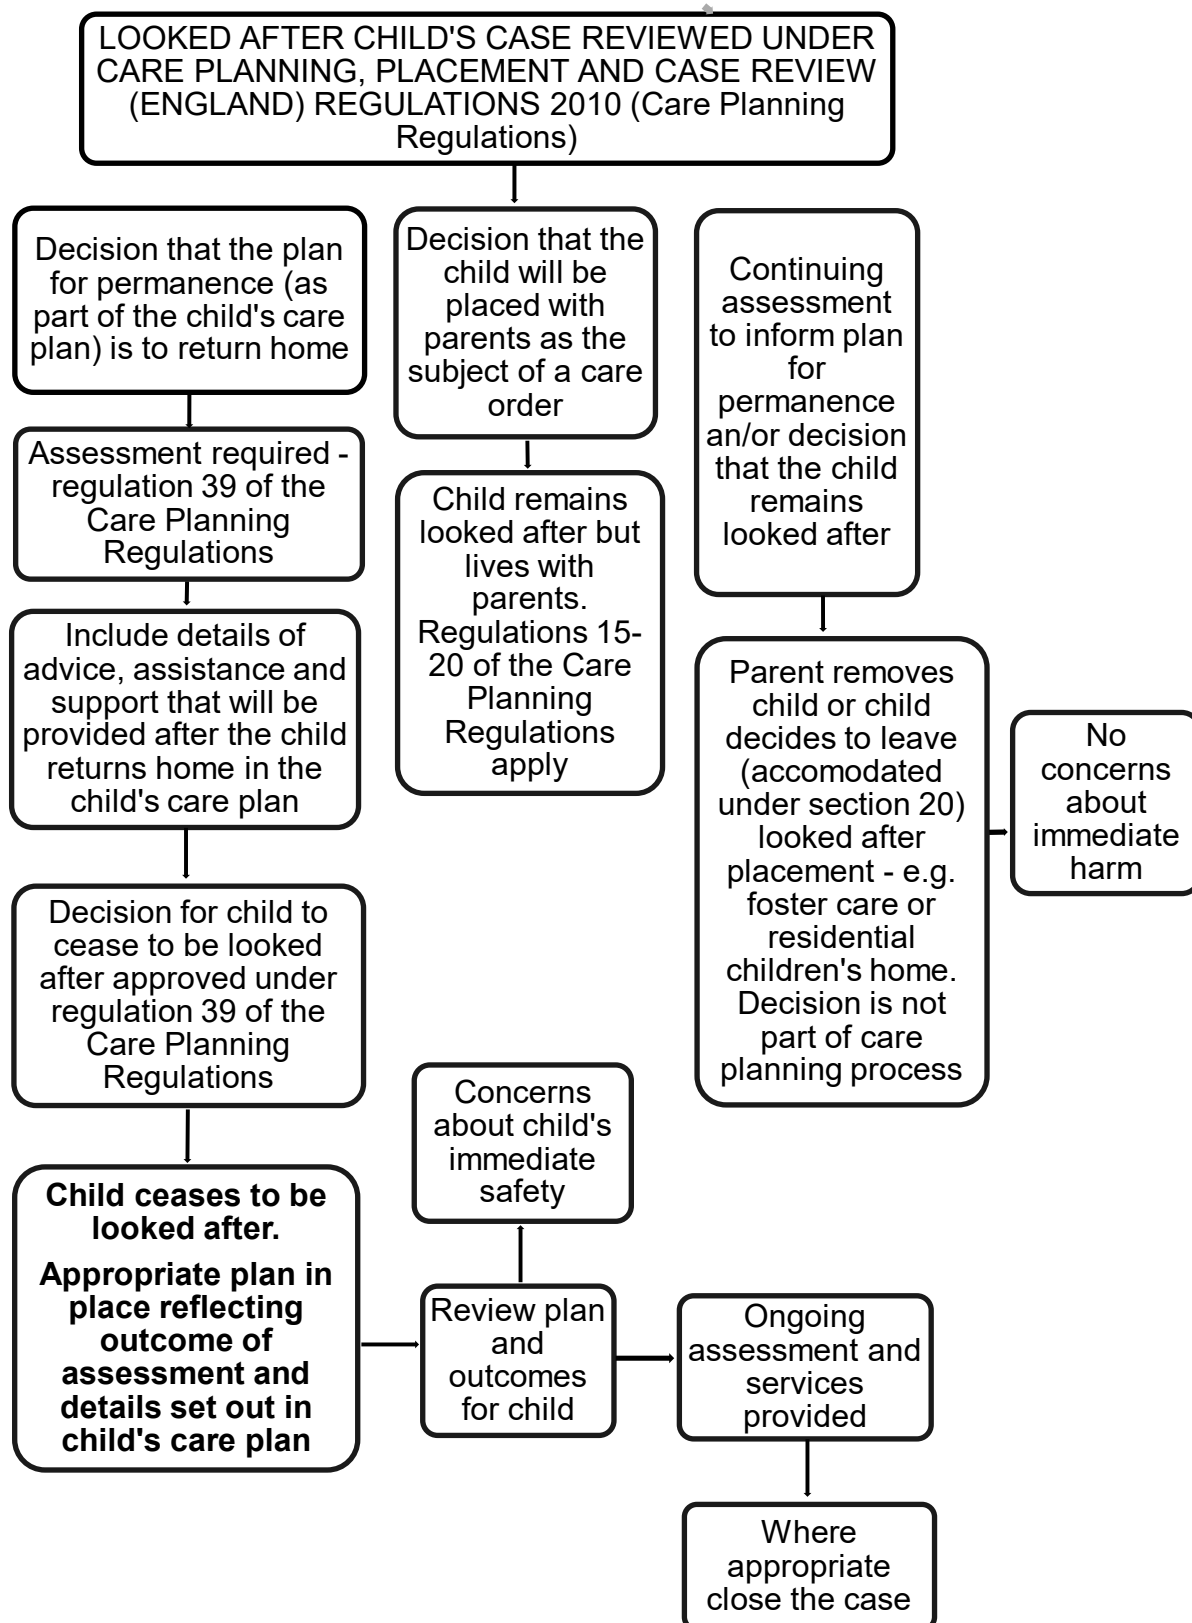 LOOKED AFTER CHILD'S CASE REVIEWED UNDER
CARE PLANNING, PLACEMENT AND CASE REVIEW
(ENGLAND) REGULATIONS 2010 (Care Planning
Regulations)
Decision that the plan
for permanence (as
part of the child's care
plan) is to return home
Assessment required -
regulation 39 of the
Care Planning
Regulations
Include details of
advice, assistance and
support that will be
provided after the child
returns home in the
child's care plan
Decision for child to
cease to be looked
after approved under
regulation 39 of the
Care Planning
Regulations
Child ceases to be
looked after.
Appropriate plan in
place reflecting
outcome of
assessment and
details set out in
child's care plan
Decision that the
child will be
placed with
parents as the
subject of a care
order
Child remains
looked after but
lives with
parents.
Regulations 15-
20 of the Care
Planning
Regulations
apply
Continuing
assessment
to inform plan
for
permanence
an/or decision
that the child
remains
looked after
Parent removes
child or child
decides to leave
(accomodated
under section 20)
looked after
placement - e.g.
foster care or
residential
children's home.
Decision is not
part of care
planning process
No
concerns
about
immediate
harm
Concerns
about child's
immediate
safety
Review plan
and
outcomes
for child
Ongoing
assessment and
services
provided
Where
appropriate
close the case